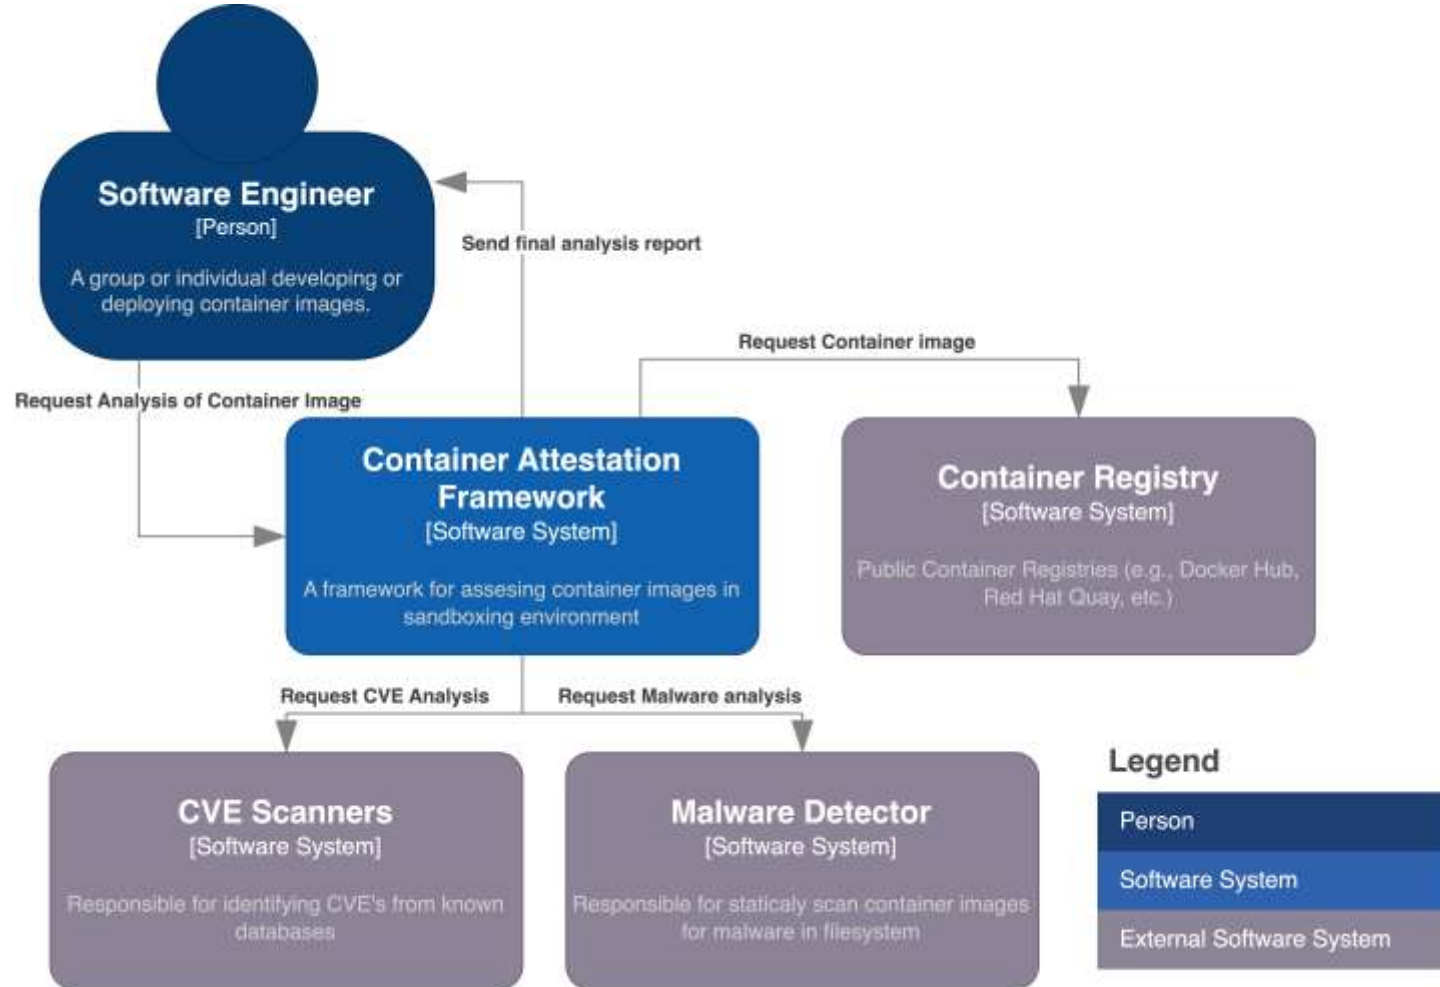 Software Engineer
[Person]
A group or individual developing or
deploying container images.
Send final analysis report
Request Container image
Request Analysis of Container Image
Container Attestation
Framework
[Software System]
A framework for assesing container images in
sandboxing environment
Container Registry
[Software System]
Public Container Registries (e.g., Docker Hub,
Red Hat Quay, etc.)
Request CVE Analysis
Request Malware analysis
CVE Scanners
[Software System]
Responsible for identifying CVE's from known
databases
Malware Detector
[Software System]
Responsible for staticaly scan container images
for malware in filesystem
Legend
Person
Software System
External Software System